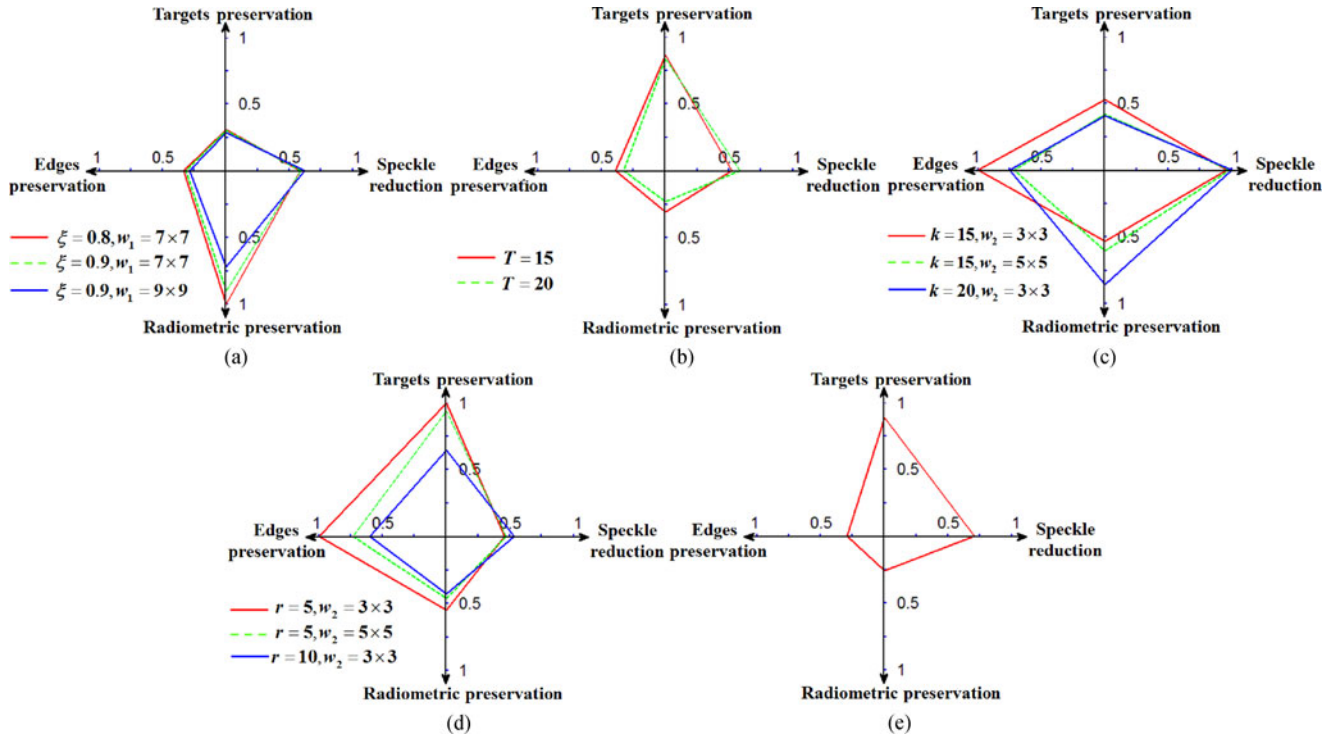 Targets preservation
1
0.5
Edges preservation
1
0.5
0.5
1
Speckle reduction
0.5
1
Radiometric preservation
ξ = 0.8, w₁ = 7×7
ξ = 0.9, w₁ = 7×7
ξ = 0.9, w₁ = 9×9
(a)
Targets preservation
1
0.5
Edges preservation
1
0.5
0.5
1
Speckle reduction
0.5
1
Radiometric preservation
T = 15
T = 20
(b)
Targets preservation
1
0.5
Edges preservation
1
0.5
0.5
1
Speckle reduction
0.5
1
Radiometric preservation
k = 15, w₂ = 3×3
k = 15, w₂ = 5×5
k = 20, w₂ = 3×3
(c)
Targets preservation
1
0.5
Edges preservation
1
0.5
0.5
1
Speckle reduction
0.5
1
Radiometric preservation
r = 5, w₂ = 3×3
r = 5, w₂ = 5×5
r = 10, w₂ = 3×3
(d)
Targets preservation
1
0.5
Edges preservation
1
0.5
0.5
1
Speckle reduction
0.5
1
Radiometric preservation
(e)